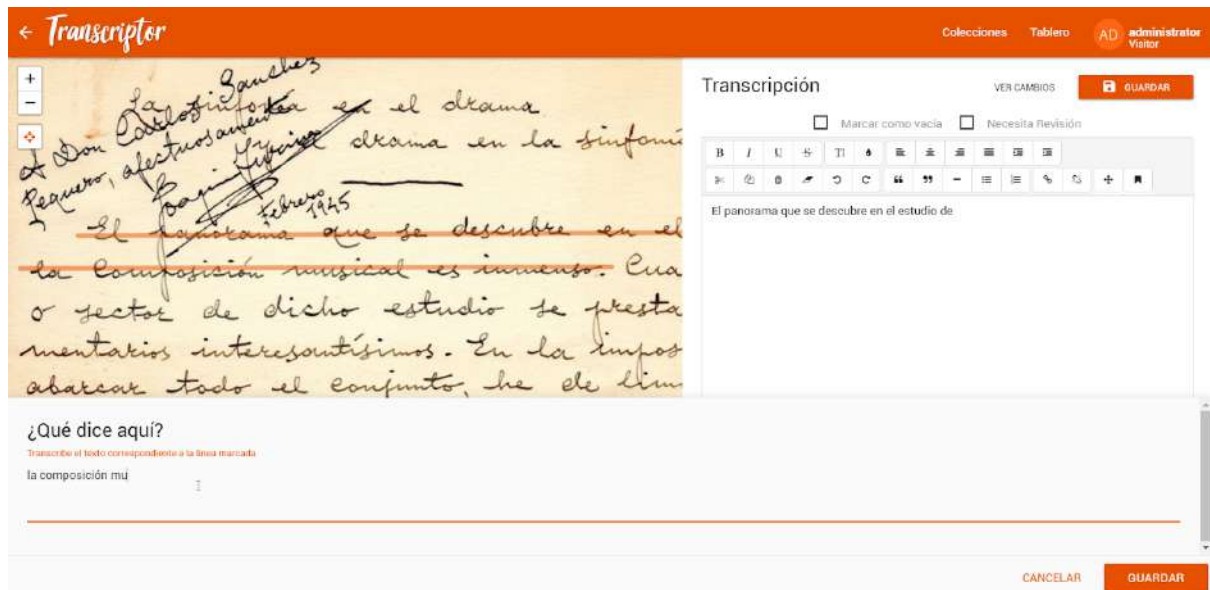 ← Transcriptor
Colecciones Tablero AD administrator
Visitor
+
−
La sinfonía en el drama
drama en la sinfoní
A Don Carlos Sanchez
Peguero, afectuosamente
Joaquin
Febrero 1945
El panorama que se descubre en el
la Composición musical es inmenso. Cua
o sector de dicho estudio se presta
mentarios interesantísimos. En la impos
abarcar todo el conjunto, he de lim
Transcripción VER CAMBIOS GUARDAR
Marcar como vacía Necesita Revisión
B I U S
El panorama que se descubre en el estudio de
¿Qué dice aquí?
Transcribe el texto correspondiente a la línea marcada
la composición mu
CANCELAR GUARDAR